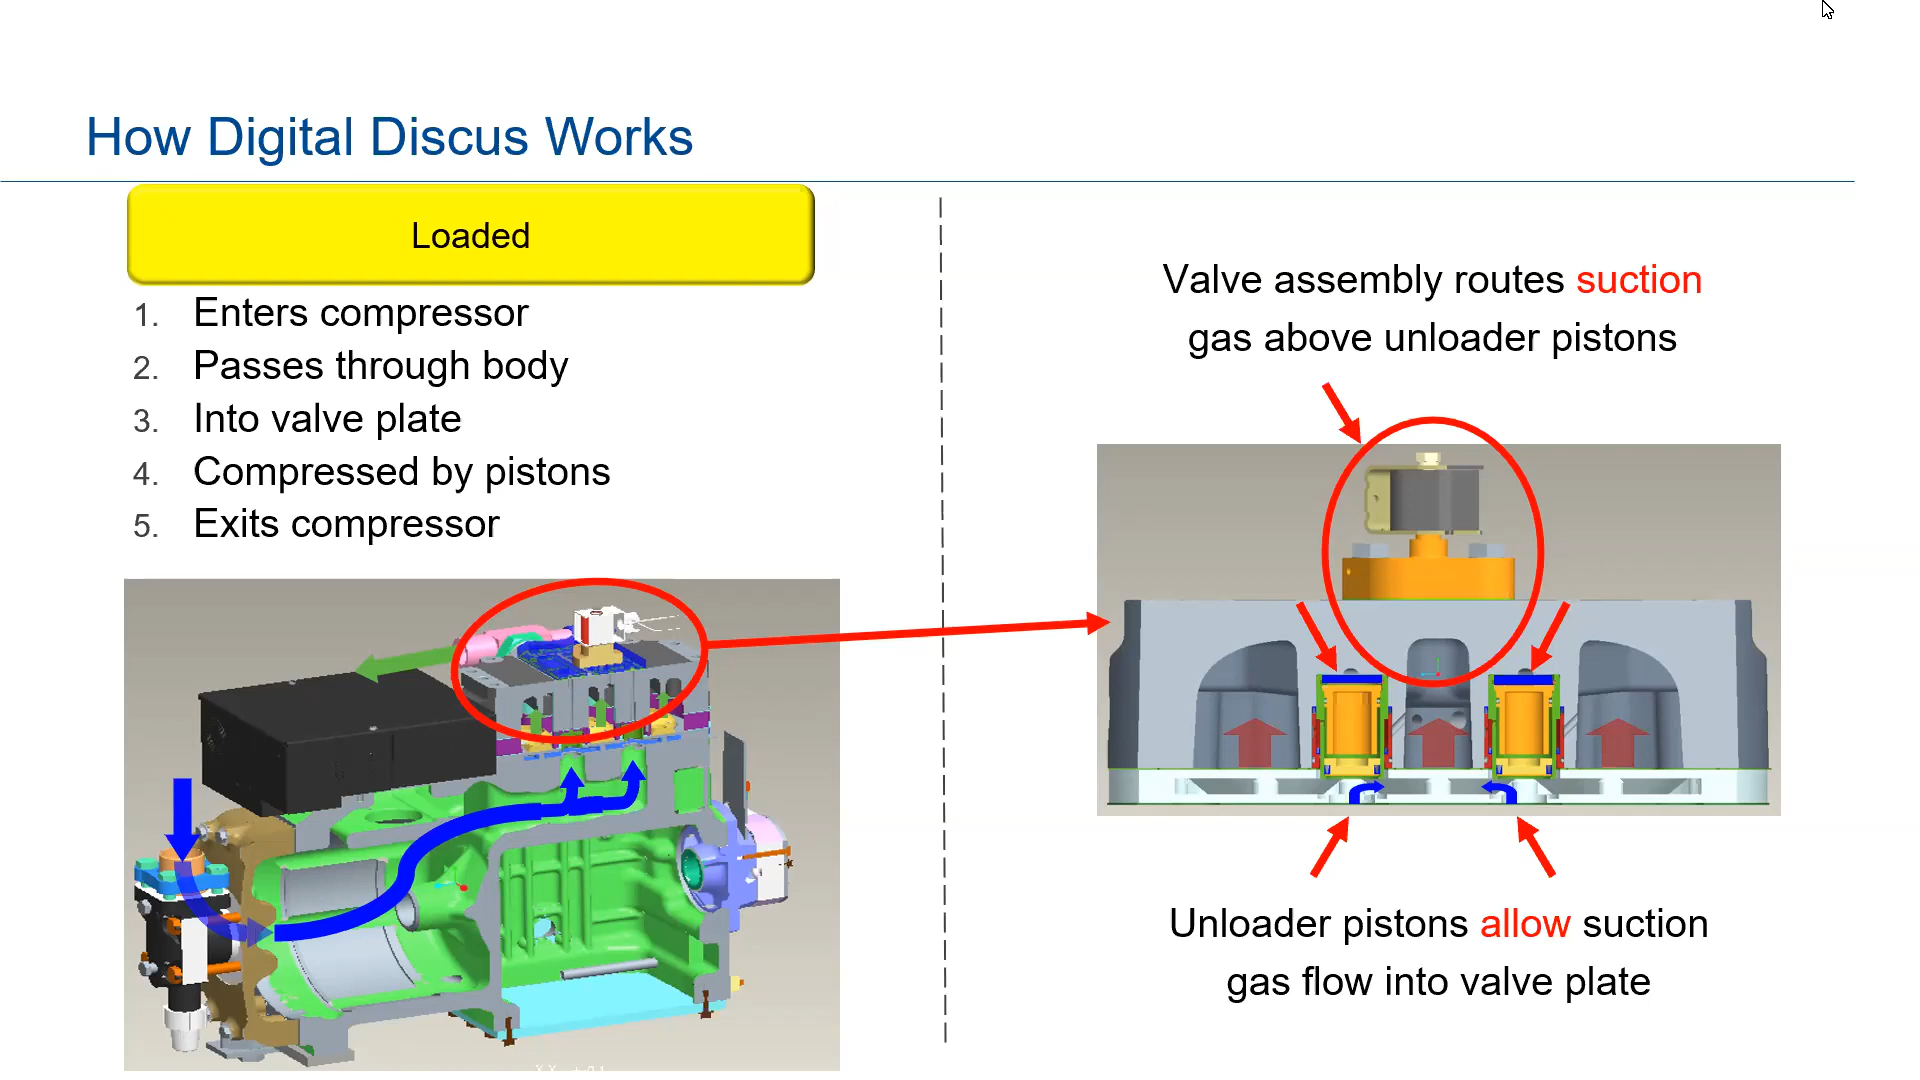 How Digital Discus Works
Loaded
1. Enters compressor
2. Passes through body
3. Into valve plate
4. Compressed by pistons
5. Exits compressor
Valve assembly routes suction
gas above unloader pistons
Unloader pistons allow suction
gas flow into valve plate